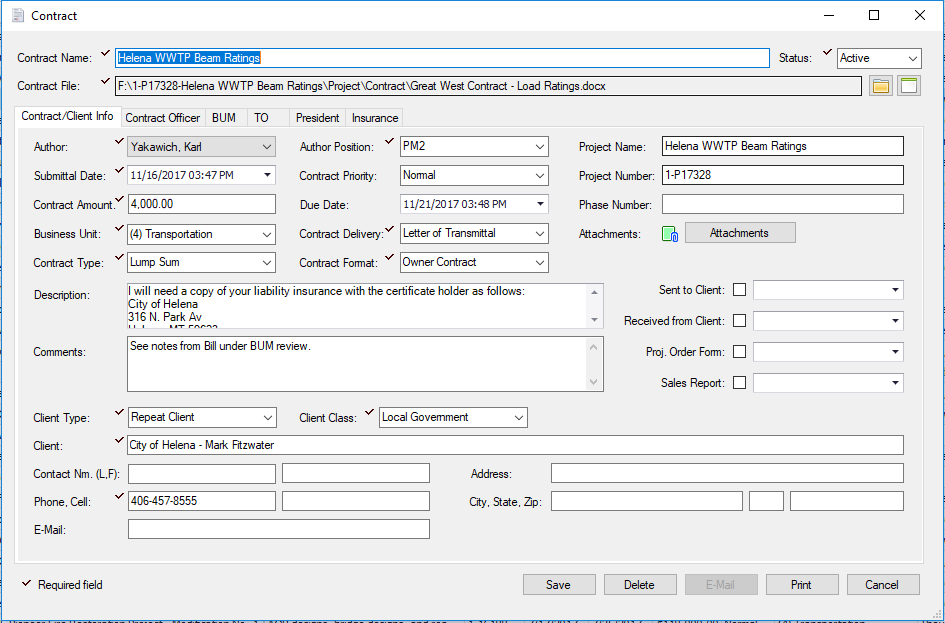 Contract
Contract Name: Helena WWTP Beam Ratings Status: Active
Contract File: F:\1-P17328-Helena WWTP Beam Ratings\Project\Contract\Great West Contract - Load Ratings.docx
Contract/Client Info Contract Officer BUM TO President Insurance
Author: Yakawich, Karl Author Position: PM2 Project Name: Helena WWTP Beam Ratings
Submittal Date: 11/16/2017 03:47 PM Contract Priority: Normal Project Number: 1-P17328
Contract Amount: 4,000.00 Due Date: 11/21/2017 03:48 PM Phase Number:
Business Unit: (4) Transportation Contract Delivery: Letter of Transmittal Attachments: Attachments
Contract Type: Lump Sum Contract Format: Owner Contract
Description: I will need a copy of your liability insurance with the certificate holder as follows:
City of Helena
316 N. Park Av
Sent to Client:
Received from Client:
Comments: See notes from Bill under BUM review.
Proj. Order Form:
Sales Report:
Client Type: Repeat Client Client Class: Local Government
Client: City of Helena - Mark Fitzwater
Contact Nm. (L,F): Address:
Phone, Cell: 406-457-8555 City, State, Zip:
E-Mail:
Required field Save Delete E-Mail Print Cancel